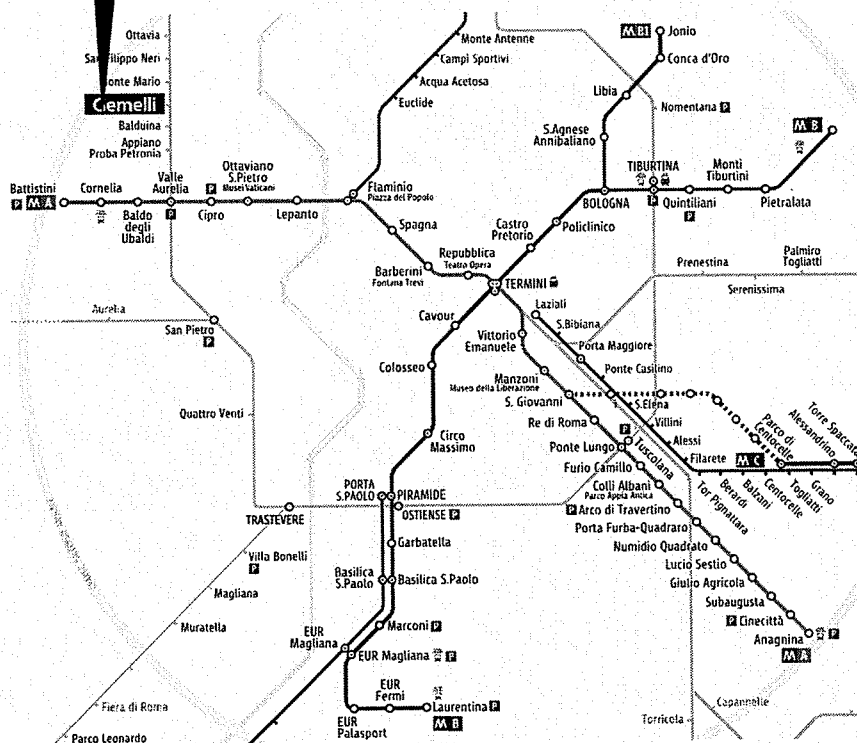 Ottavia
San Filippo Neri
Monte Mario
Gemelli
Balduina
Appiano
Proba Petronia
Monte Antenne
Campi Sportivi
Acqua Acetosa
Euclide
M B1
Jonio
Conca d'Oro
Libia
Nomentana P
S.Agnese
Annibaliano
M B
TIBURTINA
P
Monti
Tiburtini
BOLOGNA
Quintiliani
P
Pietralata
Battistini
P M A
Cornelia
Baldo
degli
Ubaldi
Valle
Aurelia
P
P
Cipro
Ottaviano
S.Pietro
Musei Vaticani
Lepanto
Flaminio
Piazza del Popolo
Spagna
Barberini
Fontana Trevi
Repubblica
Teatro Opera
Castro
Pretorio
Policlinico
TERMINI
Prenestina
Palmiro
Togliatti
Serenissima
Aurelia
San Pietro
P
Cavour
Laziali
S.Bibiana
Porta Maggiore
Ponte Casilino
Vittorio
Emanuele
Colosseo
Manzoni
Museo della Liberazione
S. Giovanni
S.Elena
Villini
Alessi
Filarete
Quattro Venti
Circo
Massimo
Re di Roma
P
Ponte Lungo
Tuscolana
Furio Camillo
Colli Albani
Parco Appia Antica
P Arco di Travertino
Porta Furba-Quadraro
Numidio Quadrato
Lucio Sestio
Giulio Agricola
Subaugusta
P Cinecittà
Anagnina
P
M A
M C
Tor Pignattara
Berardi
Balzani
Centocelle
Togliatti
Grano
Parco di
Centocelle
Alessandrino
Torre Spaccata
PORTA
S.PAOLO
PIRAMIDE
OSTIENSE P
TRASTEVERE
Garbatella
Villa Bonelli
P
Basilica
S.Paolo
Basilica S.Paolo
Magliana
Muratella
EUR
Magliana
Marconi P
EUR Magliana P
EUR
Fermi
Laurentina P
M B
EUR
Palasport
Fiera di Roma
Parco Leonardo
Torricola
Capannelle